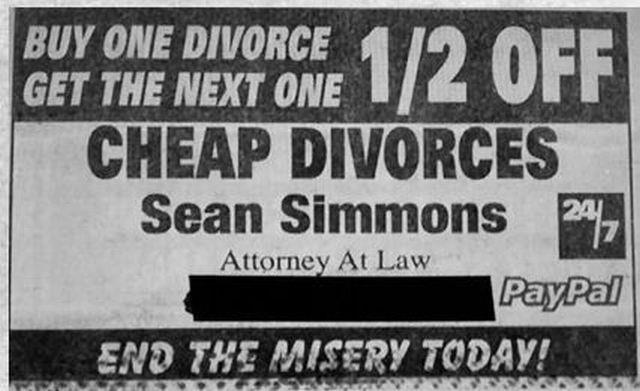 BUY ONE DIVORCE
GET THE NEXT ONE
1/2 OFF
CHEAP DIVORCES
Sean Simmons
24/7
Attorney At Law
PayPal
END THE MISERY TODAY!